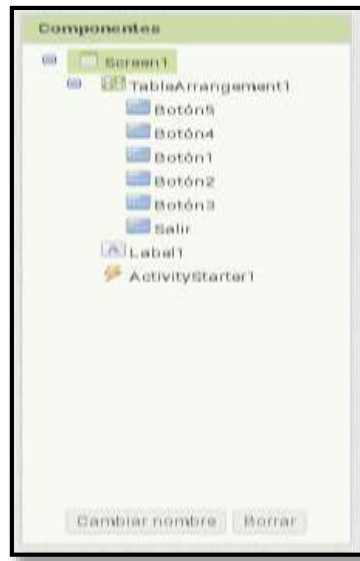 Componentes
Screen1
TableArrangement1
Botón5
Botón4
Botón1
Botón2
Botón3
Salir
Label1
ActivityStarter1
Cambiar nombre Borrar